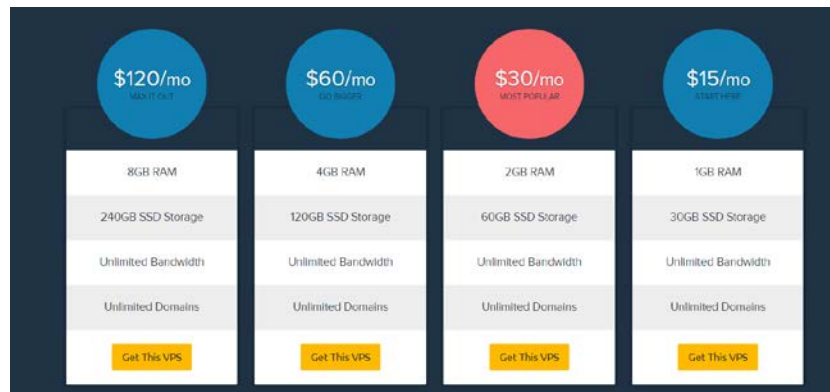 $120/mo
MAX IT OUT
8GB RAM
240GB SSD Storage
Unlimited Bandwidth
Unlimited Domains
Get This VPS
$60/mo
GO BIGGER
4GB RAM
120GB SSD Storage
Unlimited Bandwidth
Unlimited Domains
Get This VPS
$30/mo
MOST POPULAR
2GB RAM
60GB SSD Storage
Unlimited Bandwidth
Unlimited Domains
Get This VPS
$15/mo
START HERE
1GB RAM
30GB SSD Storage
Unlimited Bandwidth
Unlimited Domains
Get This VPS